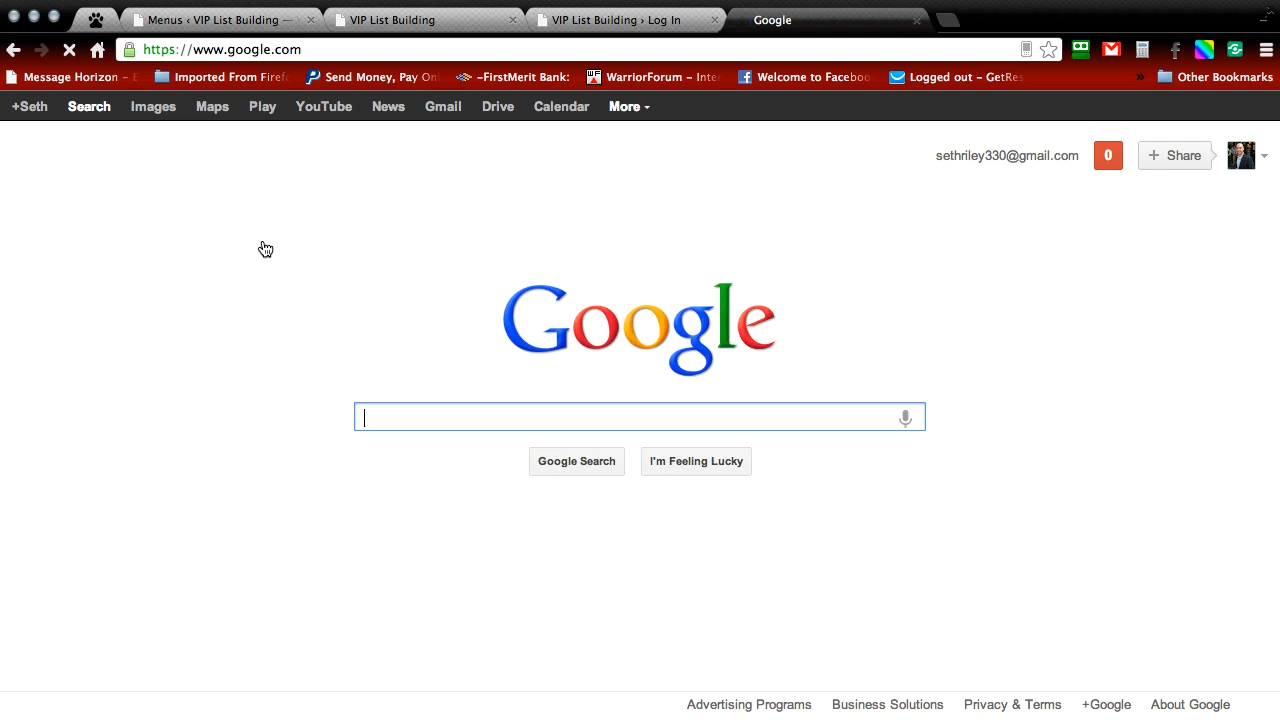 Menus ‹ VIP List Building —
VIP List Building
VIP List Building › Log In
Google
https://www.google.com
Message Horizon –
Imported From Firef
Send Money, Pay On
-FirstMerit Bank:
WF
WarriorForum - Inte
Welcome to Faceboo
Logged out – GetRes
»
Other Bookmarks
+Seth
Search
Images
Maps
Play
YouTube
News
Gmail
Drive
Calendar
More
sethriley330@gmail.com
0
+ Share
Google
Google Search
I'm Feeling Lucky
Advertising Programs
Business Solutions
Privacy & Terms
+Google
About Google